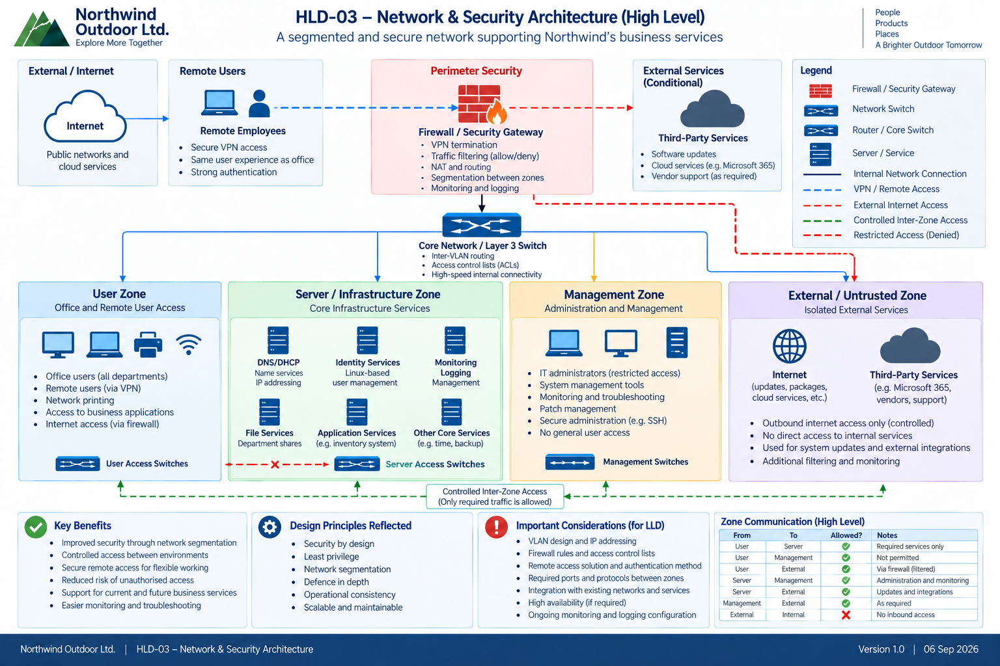 Northwind
Outdoor Ltd.
Explore More Together
HLD-03 – Network & Security Architecture (High Level)
A segmented and secure network supporting Northwind's business services
People
Products
Places
A Brighter Outdoor Tomorrow
External / Internet
Internet
Public networks and
cloud services
Remote Users
Remote Employees
• Secure VPN access
• Same user experience as office
• Strong authentication
Perimeter Security
Firewall / Security Gateway
• VPN termination
• Traffic filtering (allow/deny)
• NAT and routing
• Segmentation between zones
• Monitoring and logging
External Services
(Conditional)
Third-Party Services
• Software updates
• Cloud services (e.g. Microsoft 365)
• Vendor support (as required)
Legend
Firewall / Security Gateway
Network Switch
Router / Core Switch
Server / Service
Internal Network Connection
VPN / Remote Access
External Internet Access
Controlled Inter-Zone Access
Restricted Access (Denied)
Core Network / Layer 3 Switch
• Inter-VLAN routing
• Access control lists (ACLs)
• High-speed internal connectivity
User Zone
Office and Remote User Access
• Office users (all departments)
• Remote users (via VPN)
• Network printing
• Access to business applications
• Internet access (via firewall)
User Access Switches
Server / Infrastructure Zone
Core Infrastructure Services
DNS/DHCP
Name services
IP addressing
Identity Services
Linux-based
user management
Monitoring
Logging
Management
File Services
Department shares
Application Services
(e.g. inventory system)
Other Core Services
(e.g. time, backup)
Server Access Switches
Management Zone
Administration and Management
• IT administrators (restricted access)
• System management tools
• Monitoring and troubleshooting
• Patch management
• Secure administration (e.g. SSH)
• No general user access
Management Switches
External / Untrusted Zone
Isolated External Services
Internet
(updates, packages,
cloud services, etc.)
Third-Party Services
(e.g. Microsoft 365,
vendors, support)
• Outbound internet access only (controlled)
• No direct access to internal services
• Used for system updates and external integrations
• Additional filtering and monitoring
Controlled Inter-Zone Access
(Only required traffic is allowed)
Key Benefits
• Improved security through network segmentation
• Controlled access between environments
• Secure remote access for flexible working
• Reduced risk of unauthorised access
• Support for current and future business services
• Easier monitoring and troubleshooting
Design Principles Reflected
• Security by design
• Least privilege
• Network segmentation
• Defence in depth
• Operational consistency
• Scalable and maintainable
Important Considerations (for LLD)
• VLAN design and IP addressing
• Firewall rules and access control lists
• Remote access solution and authentication method
• Required ports and protocols between zones
• Integration with existing networks and services
• High availability (if required)
• Ongoing monitoring and logging configuration
Zone Communication (High Level)
From To Allowed? Notes
User Server Required services only
User Management Not permitted
User External Via firewall (filtered)
Server Management Administration and monitoring
Server External Updates and integrations
Management External As required
External Internal No inbound access
Northwind Outdoor Ltd. | HLD-03 – Network & Security Architecture
Version 1.0 | 06 Sep 2026